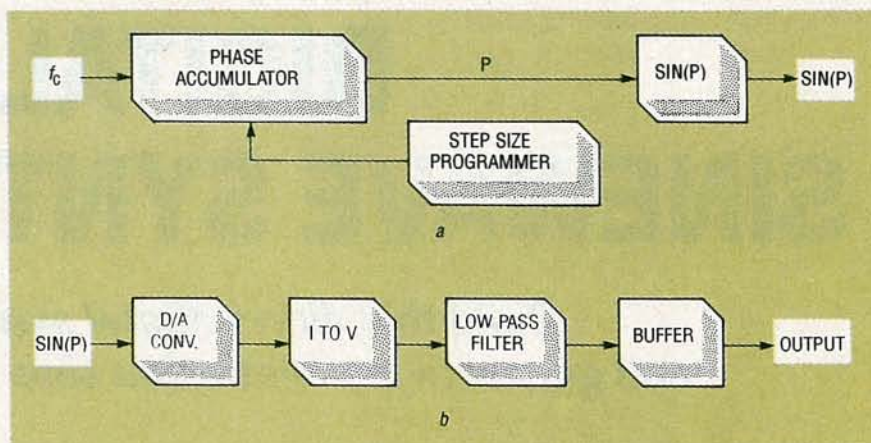 fc
PHASE
ACCUMULATOR
P
SIN(P)
SIN(P)
STEP SIZE
PROGRAMMER
a
SIN(P)
D/A
CONV.
I TO V
LOW PASS
FILTER
BUFFER
OUTPUT
b